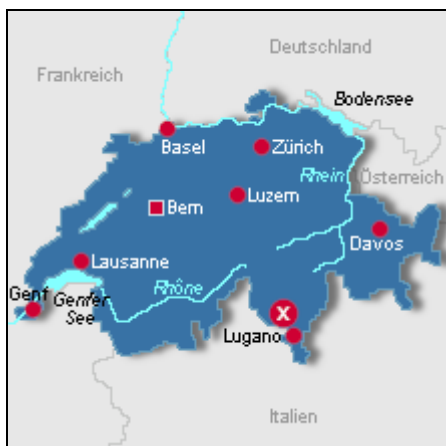 Deutschland
Frankreich
Bodensee
Basel
Zürich
Rhein
Österreich
Luzern
Bern
Davos
Lausanne
Rhône
Genf
Genfer
See
X
Lugano
Italien